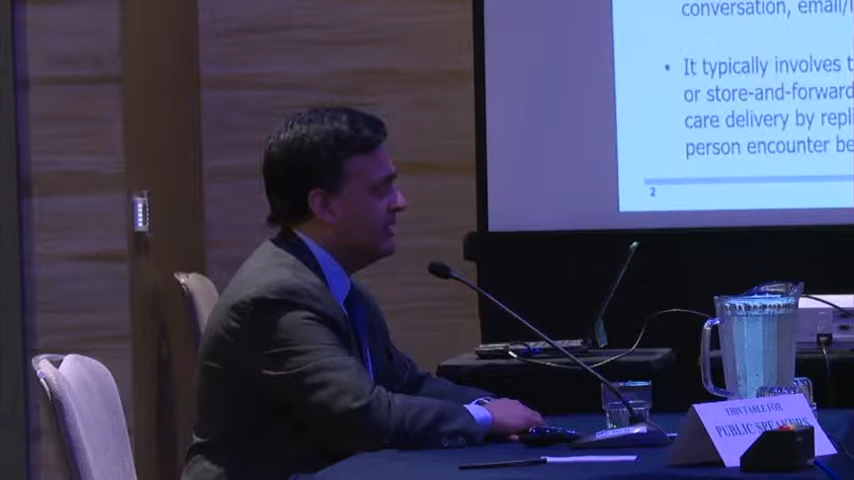 conversation, email/
• It typically involves t
or store-and-forward
care delivery by repli
person encounter be
2
THIS TABLE FOR
PUBLIC SPEAKERS